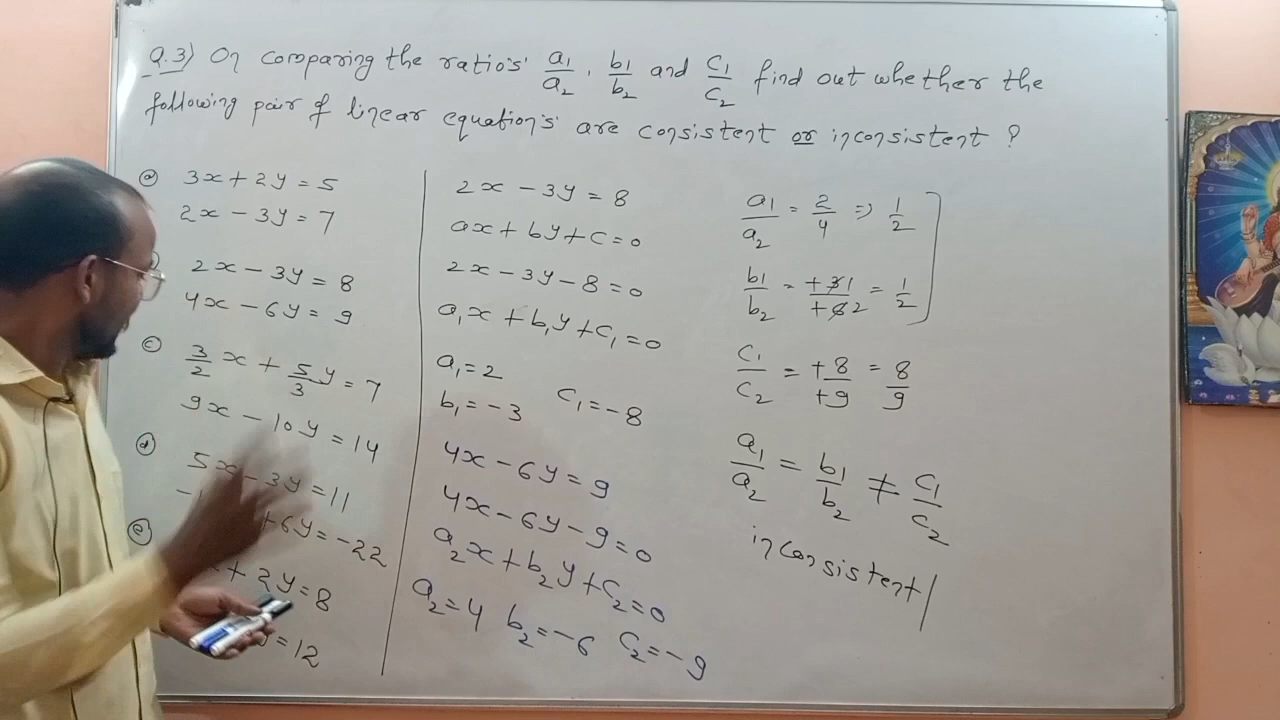 Q.3) On comparing the ratios' a1/a2, b1/b2 and c1/c2 find out whether the
following pair of linear equation's are consistent or inconsistent ?
ⓐ 3x + 2y = 5
2x - 3y = 7
2x - 3y = 8
4x - 6y = 9
ⓒ 3/2 x + 5/3 y = 7
9x - 10y = 14
ⓓ 5x - 3y = 11
+ 6y = -22
ⓔ + 2y = 8
= 12
2x - 3y = 8
ax + by + c = 0
2x - 3y - 8 = 0
a1x + b1y + c1 = 0
a1 = 2
b1 = -3 c1 = -8
4x - 6y = 9
4x - 6y - 9 = 0
a2x + b2y + c2 = 0
a2 = 4 b2 = -6 c2 = -9
a1/a2 = 2/4 => 1/2
b1/b2 = +3 1/+6 2 = 1/2
c1/c2 = +8/+9 = 8/9
a1/a2 = b1/b2 ≠ c1/c2
inconsistent